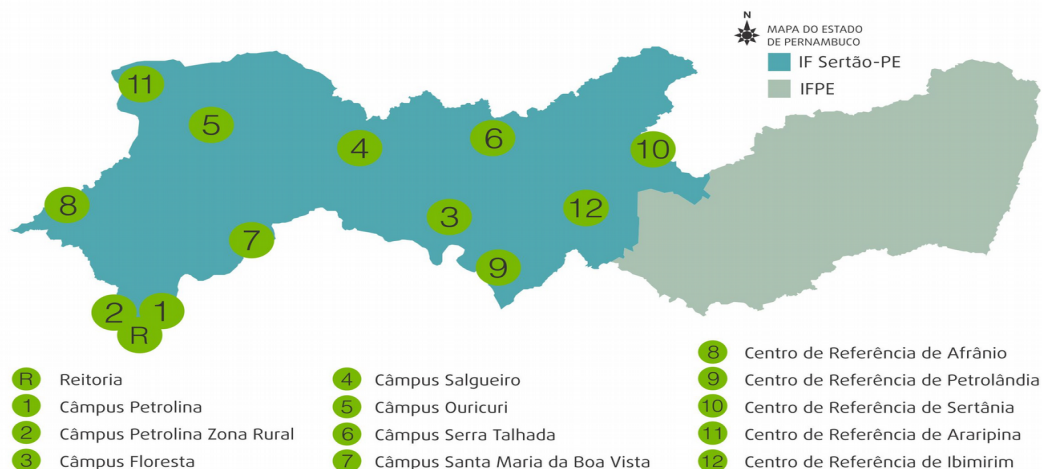 N
MAPA DO ESTADO
DE PERNAMBUCO
IF Sertão-PE
IFPE
11
5
4
6
10
8
3
12
7
9
2
1
R
R Reitoria
1 Câmpus Petrolina
2 Câmpus Petrolina Zona Rural
3 Câmpus Floresta
4 Câmpus Salgueiro
5 Câmpus Ouricuri
6 Câmpus Serra Talhada
7 Câmpus Santa Maria da Boa Vista
8 Centro de Referência de Afrânio
9 Centro de Referência de Petrolândia
10 Centro de Referência de Sertânia
11 Centro de Referência de Araripina
12 Centro de Referência de Ibimirim